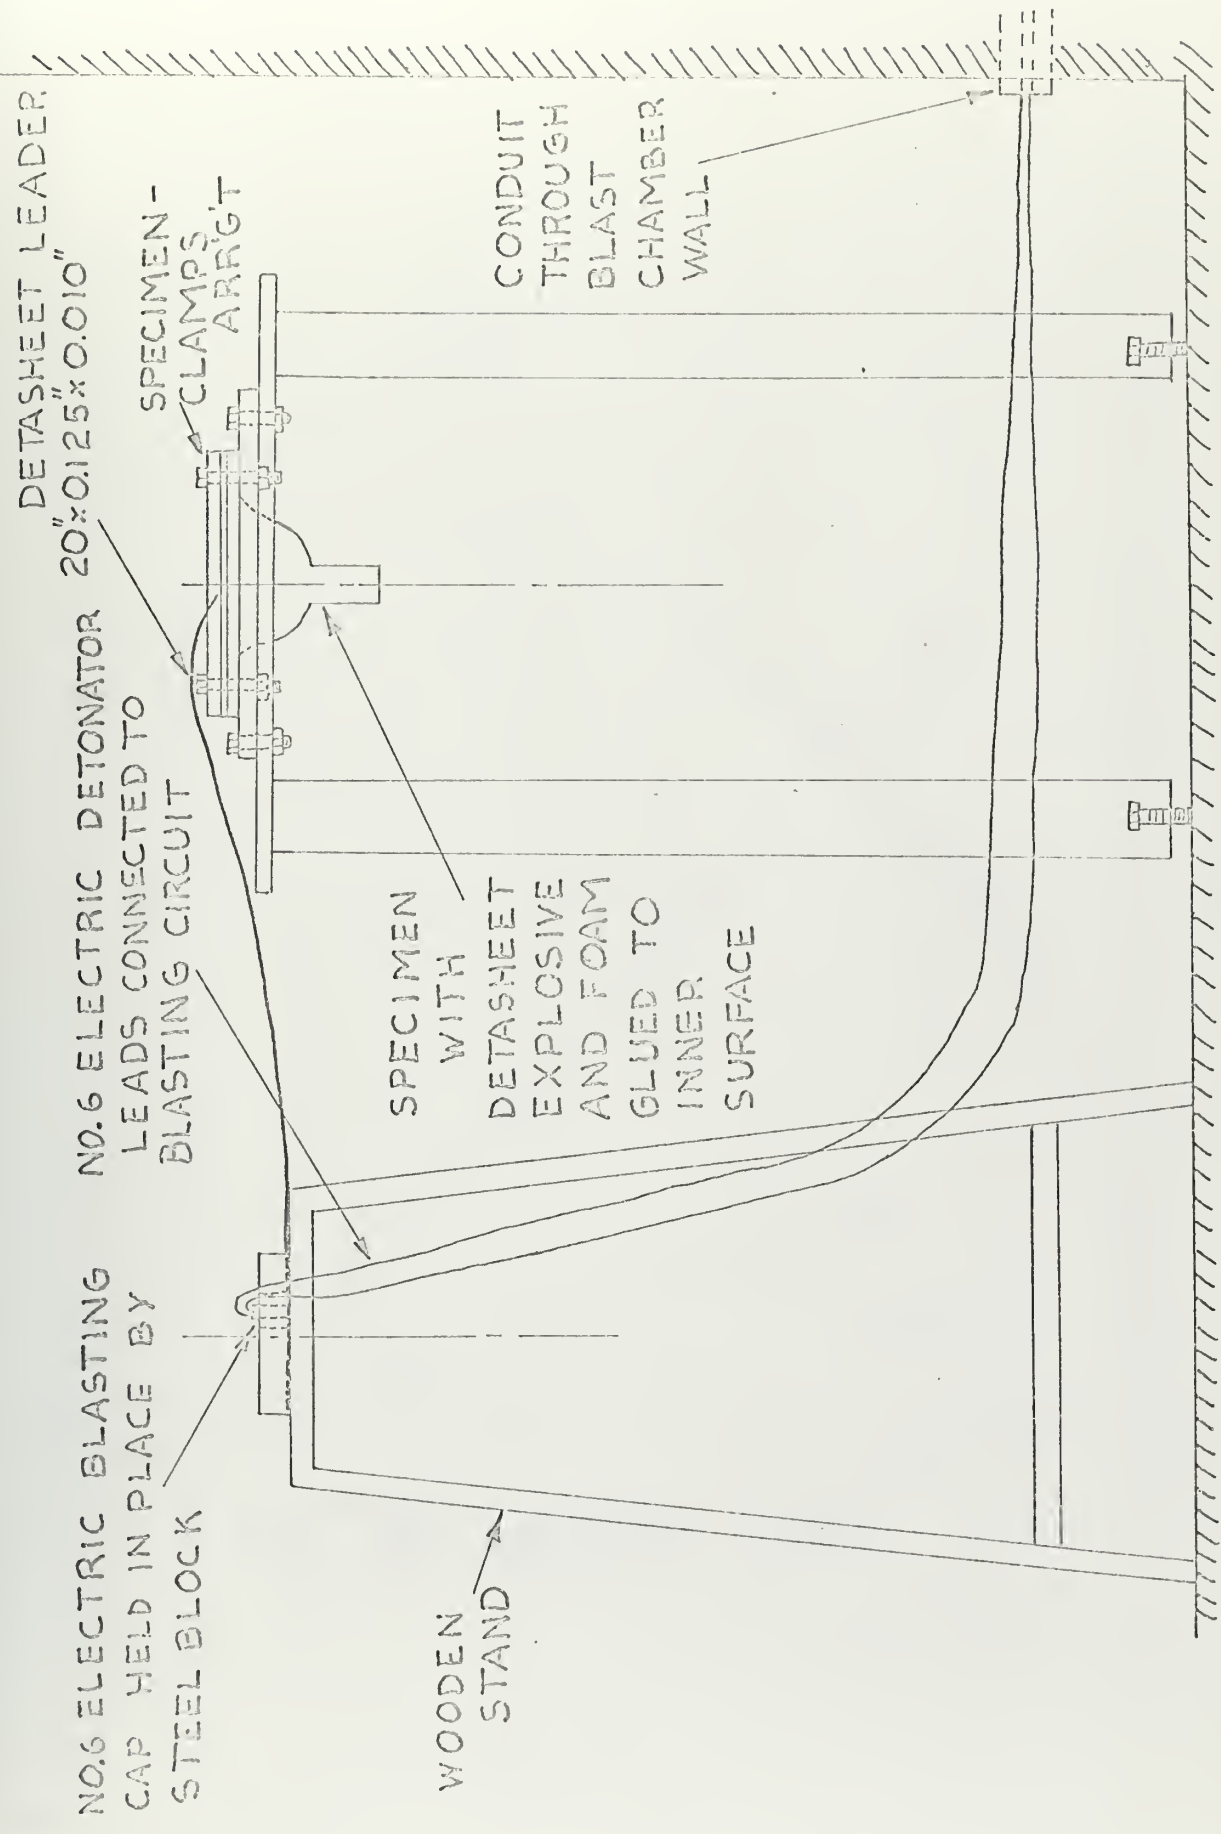 NO.6 ELECTRIC BLASTING
CAP HELD IN PLACE BY
STEEL BLOCK
NO.6 ELECTRIC DETONATOR
LEADS CONNECTED TO
BLASTING CIRCUIT
DETASHEET LEADER
20"x0.125"x0.010"
SPECIMEN-
CLAMPS
ARRG'T
WOODEN
STAND
SPECIMEN
WITH
DETASHEET
EXPLOSIVE
AND FOAM
GLUED TO
INNER
SURFACE
CONDUIT
THROUGH
BLAST
CHAMBER
WALL